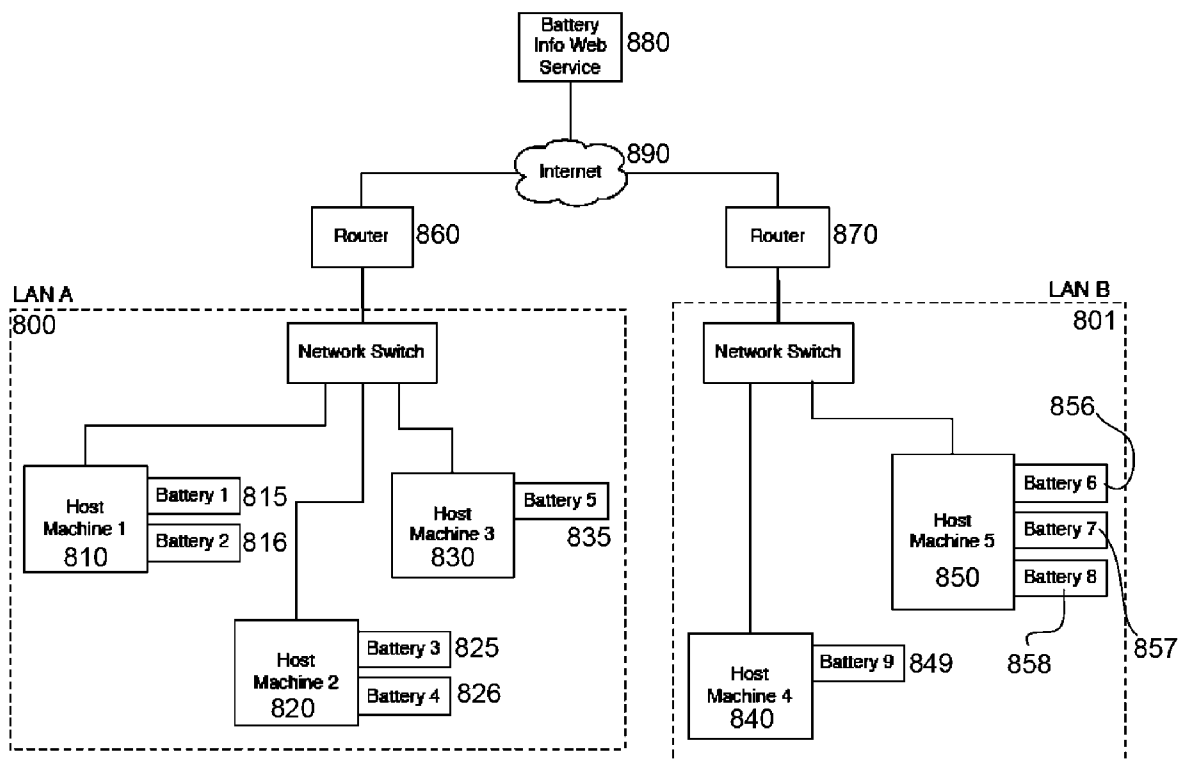 Battery
Info Web
Service
880
Internet
890
Router
860
Router
870
LAN A
800
Network Switch
LAN B
801
Network Switch
Host
Machine 1
810
Battery 1
815
Battery 2
816
Host
Machine 2
820
Battery 3
825
Battery 4
826
Host
Machine 3
830
Battery 5
835
Host
Machine 4
840
Battery 9
849
Host
Machine 5
850
Battery 6
856
Battery 7
857
Battery 8
858